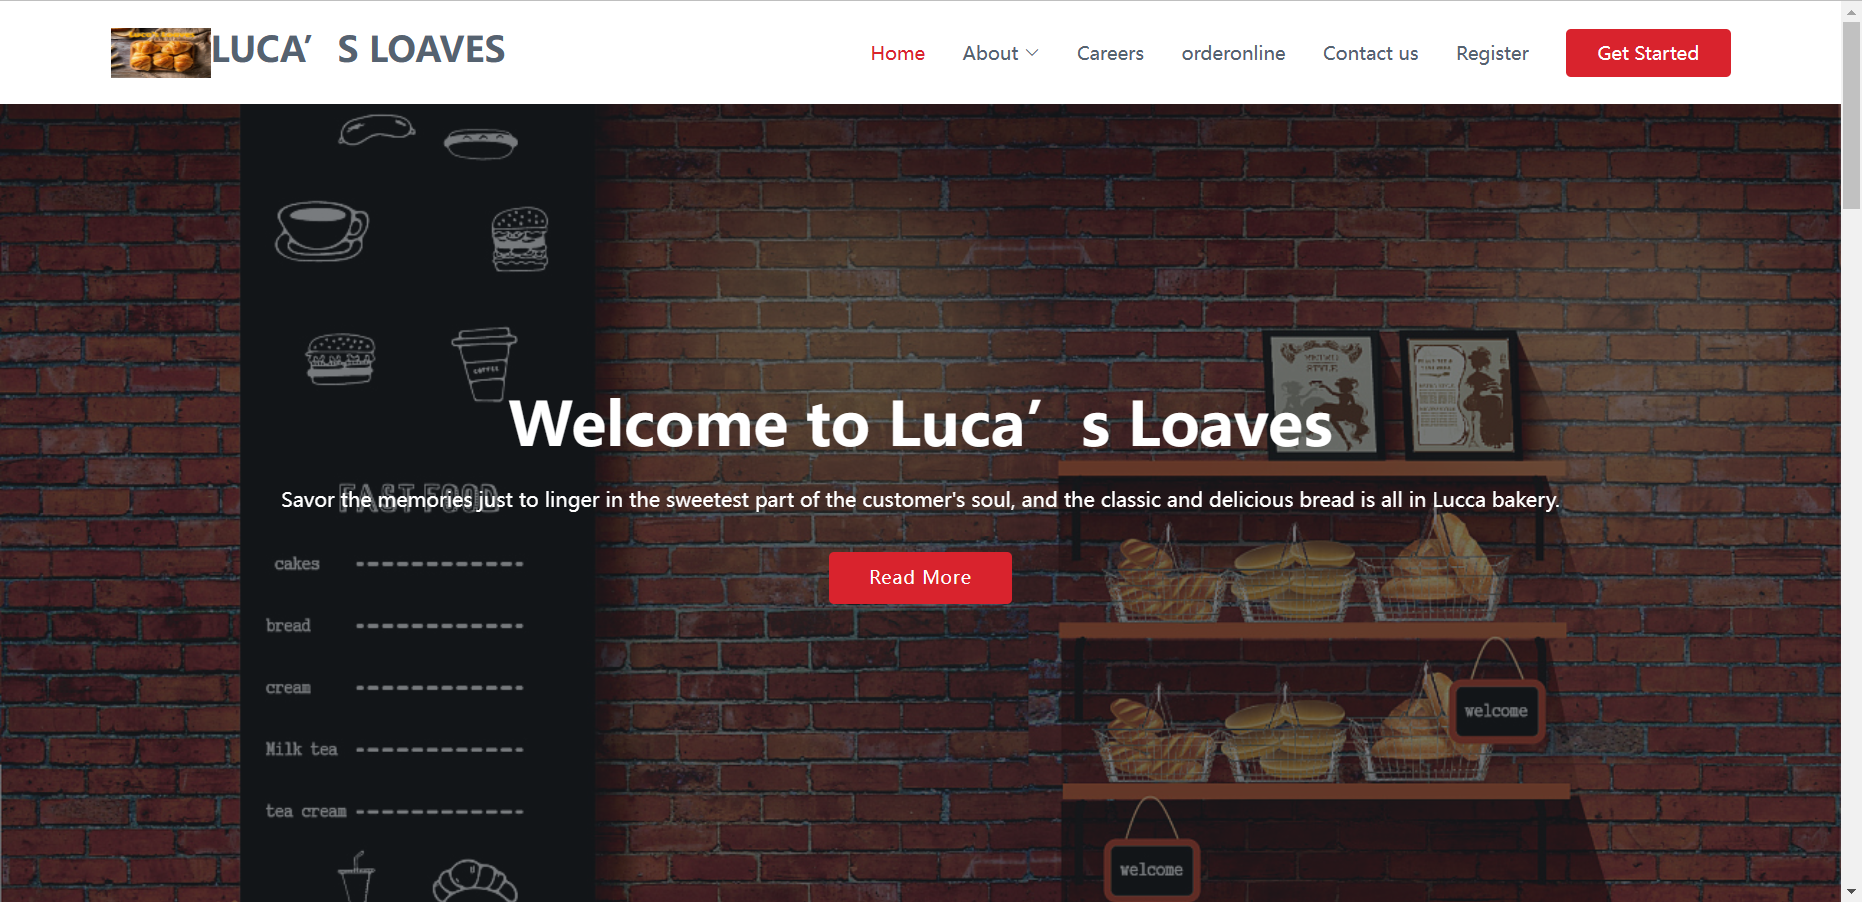 LUCA’S LOAVES
Home About Careers orderonline Contact us Register Get Started
COFFEE
Welcome to Luca’s Loaves
FAST FOOD
Savor the memories just to linger in the sweetest part of the customer's soul, and the classic and delicious bread is all in Lucca bakery.
Read More
cakes
bread
cream
Milk tea
tea cream
welcome
welcome